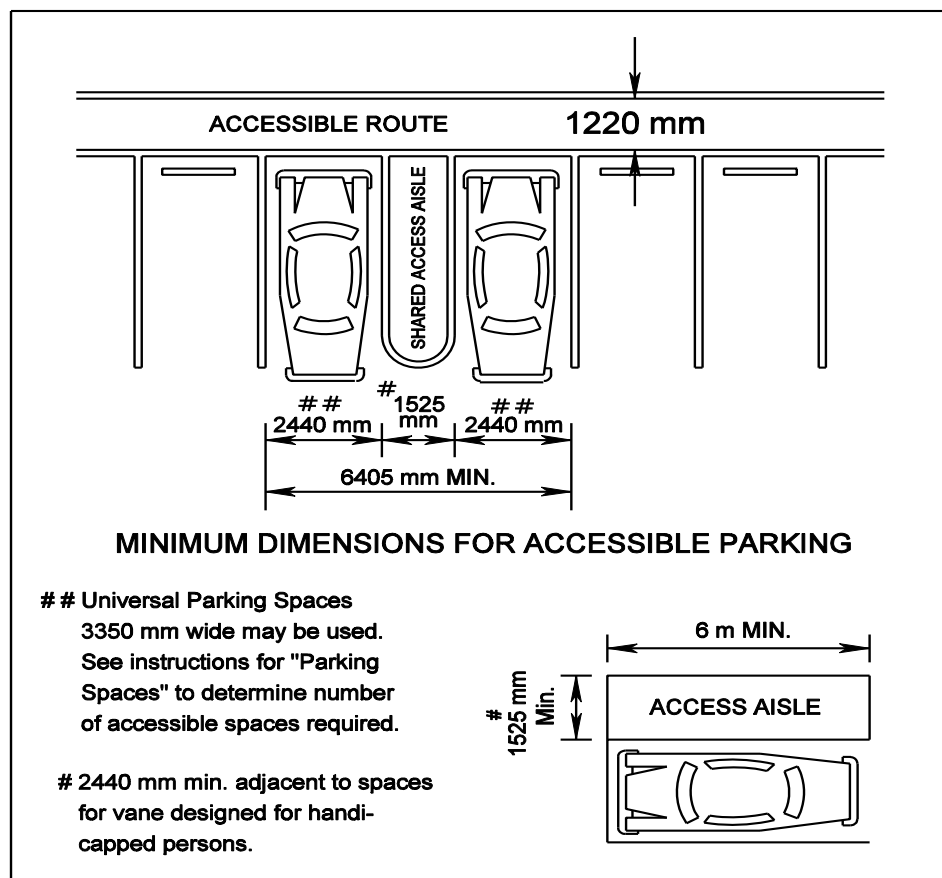 ACCESSIBLE ROUTE
1220 mm
SHARED ACCESS AISLE
##
2440 mm
#
1525
mm
##
2440 mm
6405 mm MIN.
MINIMUM DIMENSIONS FOR ACCESSIBLE PARKING
## Universal Parking Spaces
3350 mm wide may be used.
See instructions for "Parking
Spaces" to determine number
of accessible spaces required.
# 2440 mm min. adjacent to spaces
for vane designed for handi-
capped persons.
6 m MIN.
#
1525 mm
Min.
ACCESS AISLE